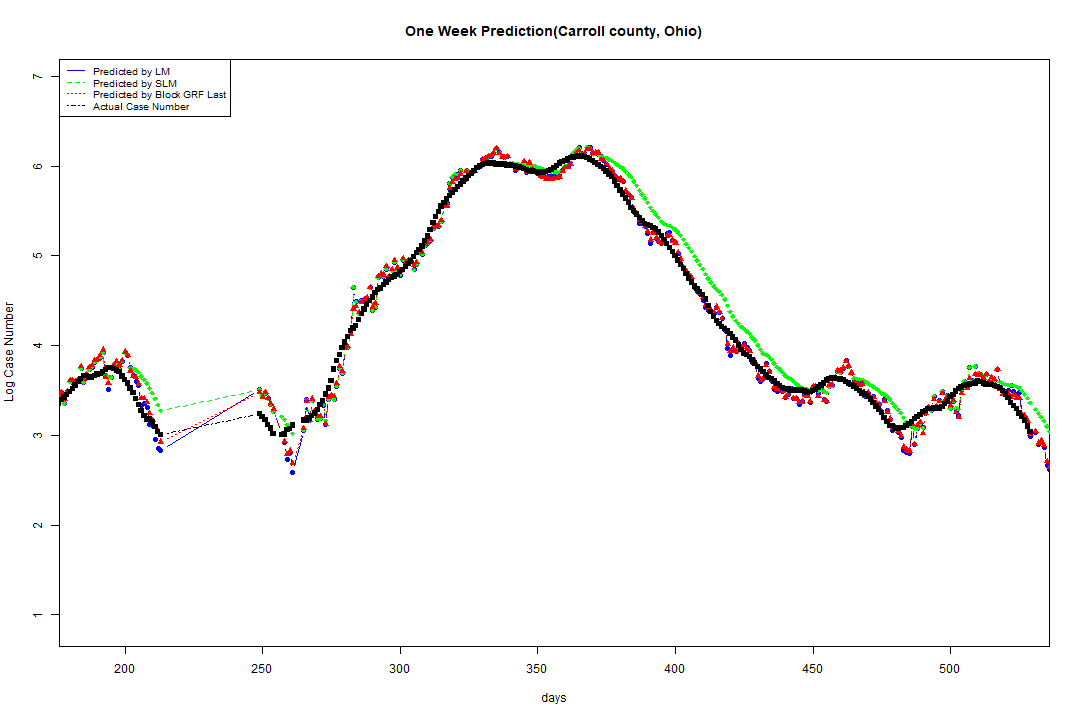 One Week Prediction(Carroll county, Ohio)
Predicted by LM
Predicted by SLM
Predicted by Block GRF Last
Actual Case Number
7
6
5
4
3
2
1
Log Case Number
200
250
300
350
400
450
500
days